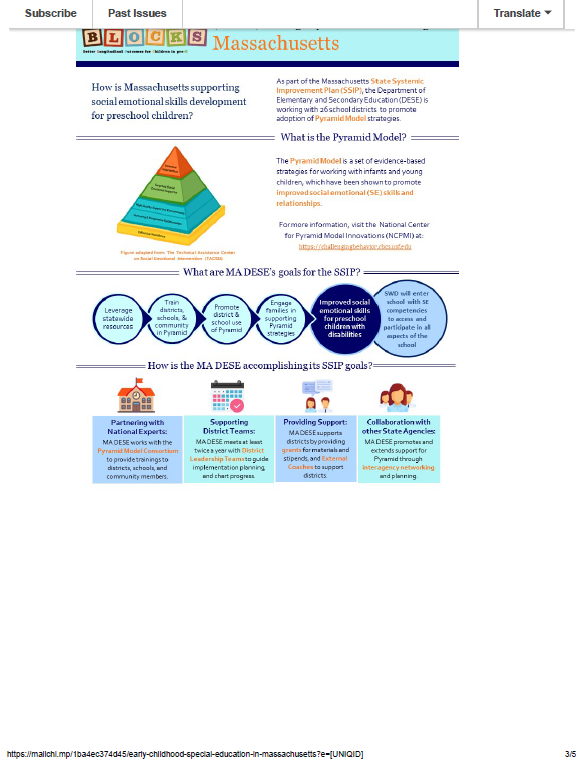 Subscribe
Past Issues
Translate
BLOCKS
Better Longitudinal Outcomes for Children in pre-K
Massachusetts
How is Massachusetts supporting
social emotional skills development
for preschool children?
As part of the Massachusetts State Systemic
Improvement Plan (SSIP), the Department of
Elementary and Secondary Education (DESE) is
working with 26 school districts to promote
adoption of Pyramid Model strategies.
What is the Pyramid Model?
The Pyramid Model is a set of evidence-based
strategies for working with infants and young
children, which have been shown to promote
improved social emotional (SE) skills and
relationships.
For more information, visit the National Center
for Pyramid Model Innovations (NCPMI) at:
https://challengingbehavior.cbcs.usf.edu
Figure adapted from: The Technical Assistance Center
on Social Emotional Intervention (TACSEI)
What are MA DESE's goals for the SSIP?
Leverage
statewide
resources
Train
districts,
schools, &
community
in Pyramid
Promote
district &
school use
of Pyramid
Engage
families in
supporting
Pyramid
strategies
Improved social
emotional skills
for preschool
children with
disabilities
SWD will enter
school with SE
competencies
to access and
participate in all
aspects of the
school
How is the MA DESE accomplishing its SSIP goals?
Partnering with
National Experts:
MA DESE works with the
Pyramid Model Consortium
to provide trainings to
districts, schools, and
community members.
Supporting
District Teams:
MA DESE meets at least
twice a year with District
Leadership Teams to guide
implementation planning,
and chart progress.
Providing Support:
MA DESE supports
districts by providing
grants for materials and
stipends, and External
Coaches to support
districts.
Collaboration with
other State Agencies:
MA DESE promotes and
extends support for
Pyramid through
interagency networking
and planning.
https://mailchi.mp/1ba4ec374d45/early-childhood-special-education-in-massachusetts?e=[UNIQID]
3/5